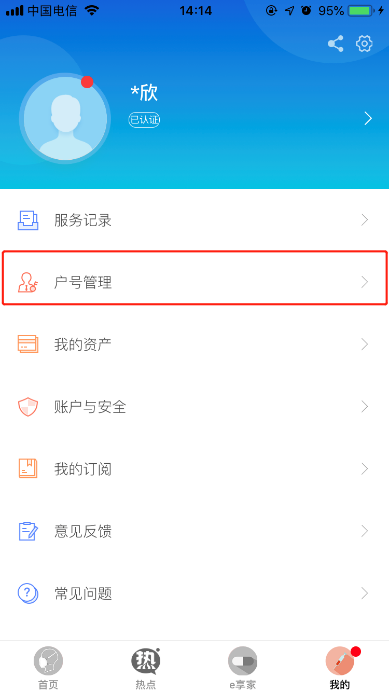 中国电信
14:14
95%
*欣
已认证
服务记录
户号管理
我的资产
账户与安全
我的订阅
意见反馈
常见问题
热
首页
热点
e享家
我的